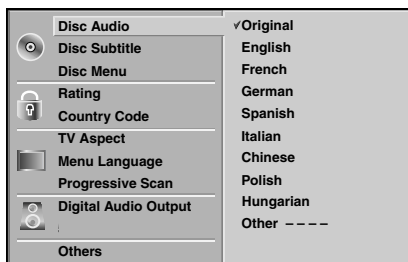 Disc Audio
Disc Subtitle
Disc Menu
Rating
Country Code
TV Aspect
Menu Language
Progressive Scan
Digital Audio Output
Others
✓Original
English
French
German
Spanish
Italian
Chinese
Polish
Hungarian
Other – – – –